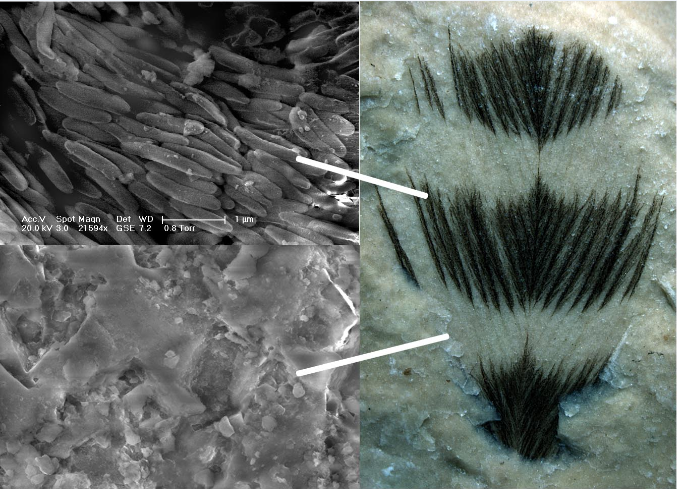 Acc.V Spot Magn Det WD 1 µm
20.0 kV 3.0 21594x GSE 7.2 0.8 Torr